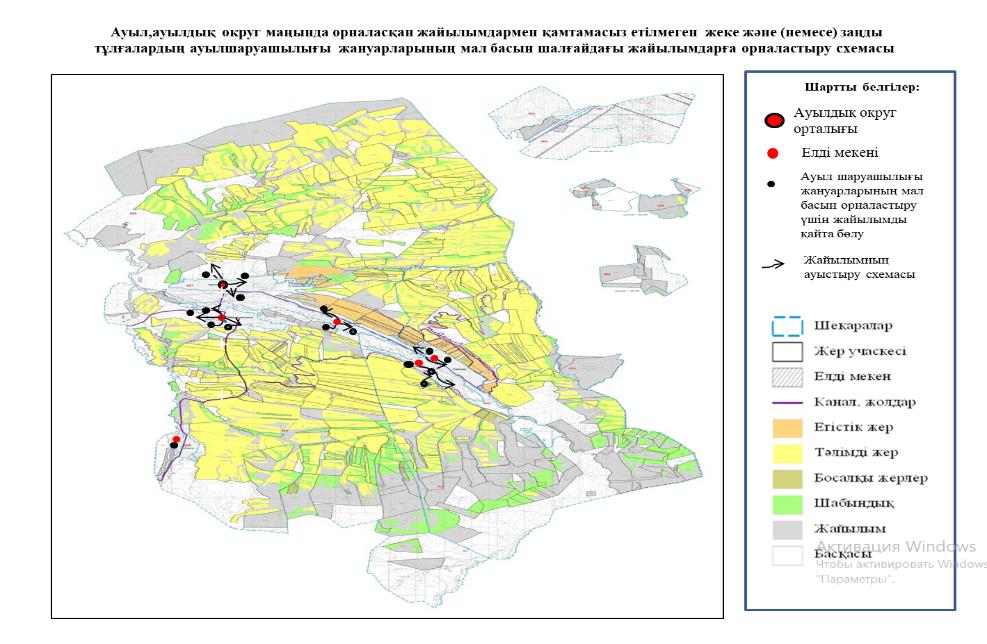 Ауыл,ауылдық округ маңында орналасқан жайылымдармен қамтамасыз етілмеген жеке және (немесе) заңды
тұлғалардың ауылшаруашылығы жануарларының мал басын шалғайдағы жайылымдарға орналастыру схемасы
Шартты белгілер:
Ауылдық округ
орталығы
Елді мекені
Ауыл шаруашылығы
жануарларының мал
басын орналастыру
үшін жайылымды
қайта бөлу
Жайылымның
ауыстыру схемасы
Шекаралар
Жер учаскесі
Елді мекен
Канал, жолдар
Егістік жер
Тәлімді жер
Босалқы жерлер
Шабындық
Жайылым
Басқасы
Активация Windows
Чтобы активировать Windows
"Параметры".